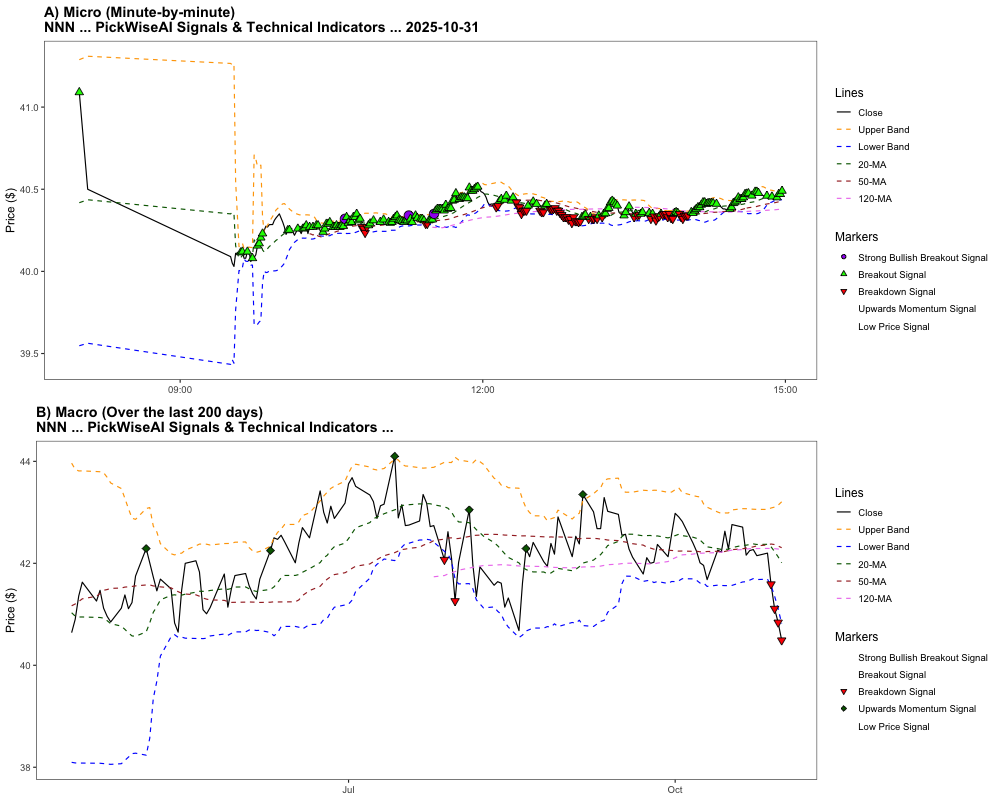 A) Micro (Minute-by-minute)
NNN ... PickWiseAI Signals & Technical Indicators ... 2025-10-31
Price ($)
41.0
40.5
40.0
39.5
09:00
12:00
15:00
Lines
Close
Upper Band
Lower Band
20-MA
50-MA
120-MA
Markers
Strong Bullish Breakout Signal
Breakout Signal
Breakdown Signal
Upwards Momentum Signal
Low Price Signal
B) Macro (Over the last 200 days)
NNN ... PickWiseAI Signals & Technical Indicators ...
Price ($)
44
42
40
38
Jul
Oct
Lines
Close
Upper Band
Lower Band
20-MA
50-MA
120-MA
Markers
Strong Bullish Breakout Signal
Breakout Signal
Breakdown Signal
Upwards Momentum Signal
Low Price Signal